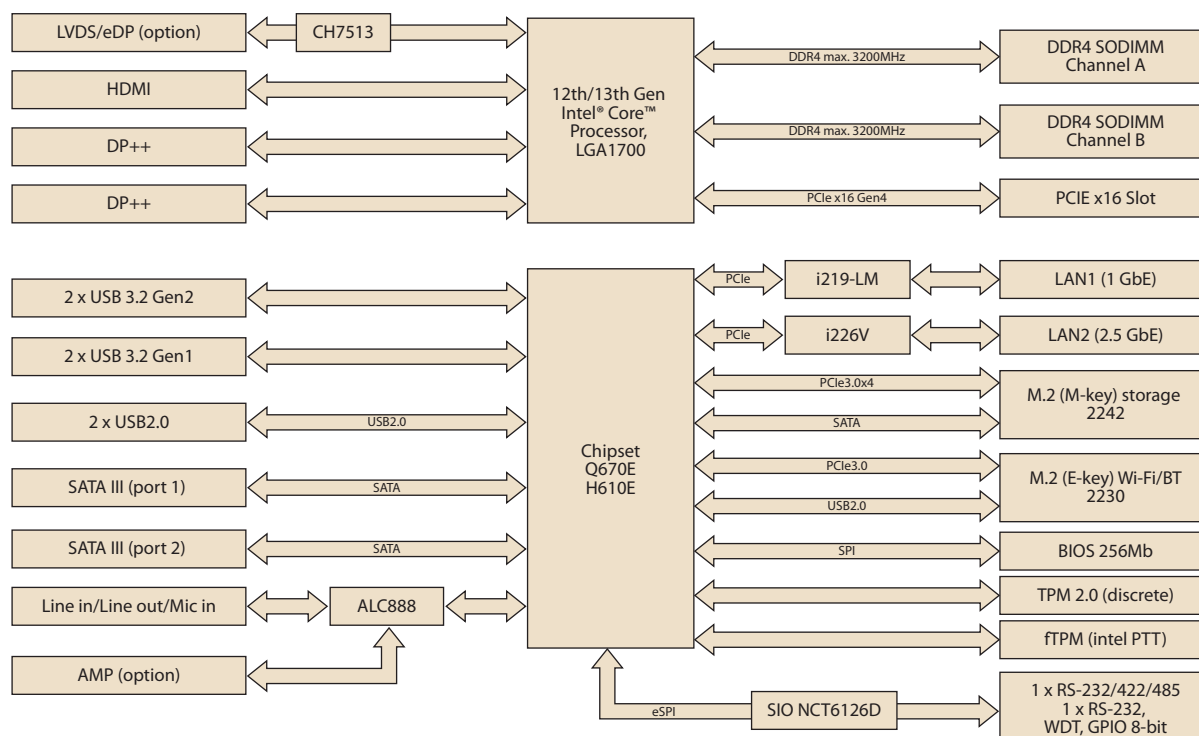 LVDS/eDP (option)
CH7513
HDMI
DP++
DP++
12th/13th Gen
Intel® Core™
Processor,
LGA1700
DDR4 max. 3200MHz
DDR4 SODIMM
Channel A
DDR4 max. 3200MHz
DDR4 SODIMM
Channel B
PCIe x16 Gen4
PCIE x16 Slot
2 x USB 3.2 Gen2
2 x USB 3.2 Gen1
2 x USB2.0
USB2.0
SATA III (port 1)
SATA
SATA III (port 2)
SATA
Line in/Line out/Mic in
ALC888
AMP (option)
Chipset
Q670E
H610E
PCIe
i219-LM
LAN1 (1 GbE)
PCIe
i226V
LAN2 (2.5 GbE)
PCIe3.0x4
SATA
M.2 (M-key) storage
2242
PCIe3.0
USB2.0
M.2 (E-key) Wi-Fi/BT
2230
SPI
BIOS 256Mb
TPM 2.0 (discrete)
fTPM (intel PTT)
eSPI
SIO NCT6126D
1 x RS-232/422/485
1 x RS-232,
WDT, GPIO 8-bit